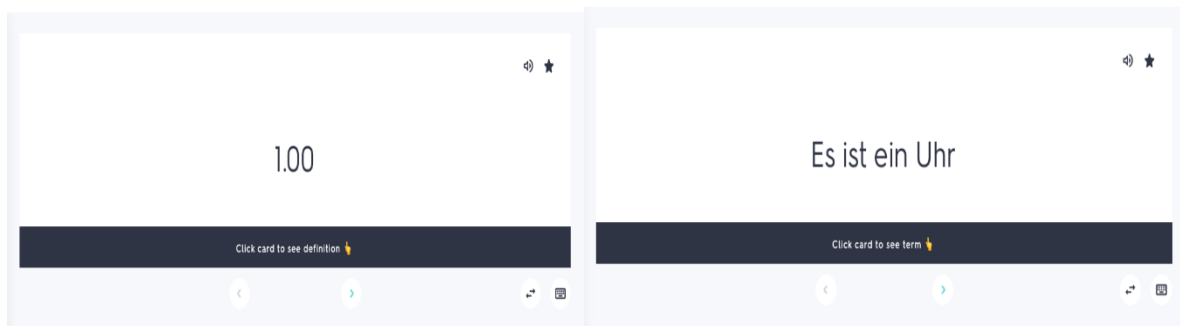 1.00
Click card to see definition 👆
Es ist ein Uhr
Click card to see term 👆